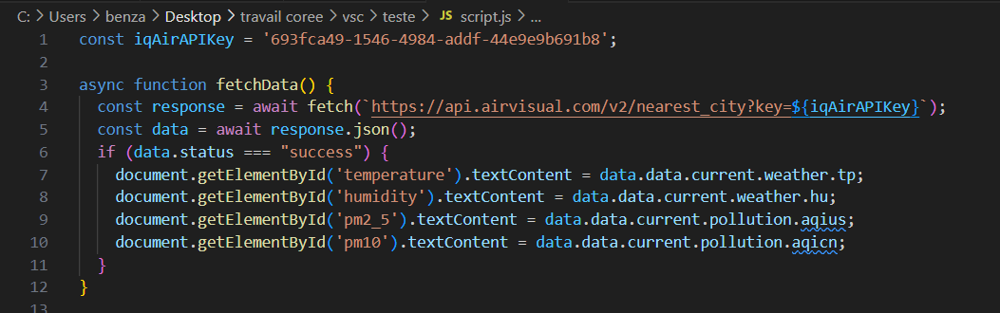 C: > Users > benza > Desktop > travail coree > vsc > teste > JS script.js > ...
1 const iqAirAPIKey = '693fca49-1546-4984-addf-44e9e9b691b8';
2
3 async function fetchData() {
4 const response = await fetch(`https://api.airvisual.com/v2/nearest_city?key=${iqAirAPIKey}`);
5 const data = await response.json();
6 if (data.status === "success") {
7 document.getElementById('temperature').textContent = data.data.current.weather.tp;
8 document.getElementById('humidity').textContent = data.data.current.weather.hu;
9 document.getElementById('pm2_5').textContent = data.data.current.pollution.aqius;
10 document.getElementById('pm10').textContent = data.data.current.pollution.aqicn;
11 }
12 }
13